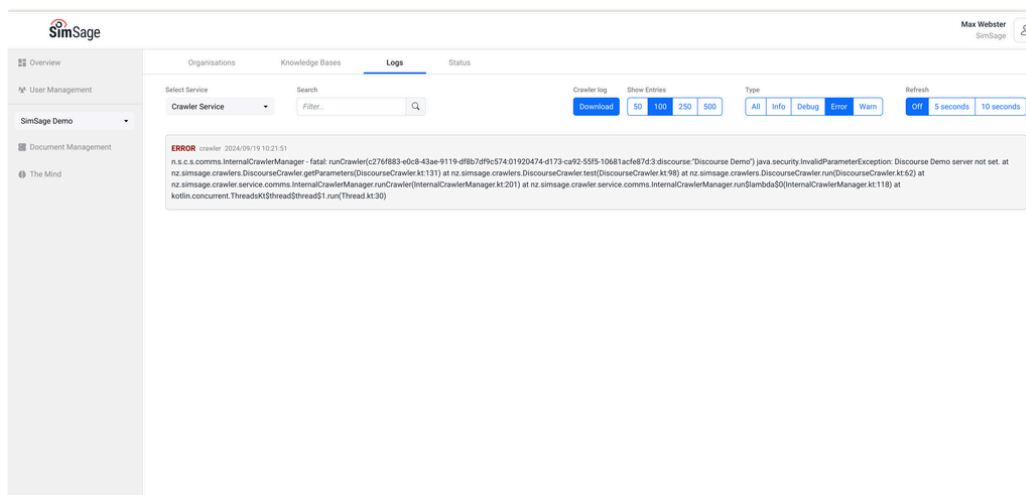 SimSage
Max Webster
SimSage
Overview
User Management
SimSage Demo
Document Management
The Mind
Organisations
Knowledge Bases
Logs
Status
Select Service
Crawler Service
Search
Filter...
Crawler log
Download
Show Entries
50 100 250 500
Type
All Info Debug Error Warn
Refresh
Off 5 seconds 10 seconds
ERROR crawler 2024/09/19 10:21:51
n.s.c.s.comms.InternalCrawlerManager - fatal: runCrawler(c276f883-e0c8-43ae-9119-df8b7df9c574:01920474-d173-ca92-55f5-10681acfe87d:3:discourse:"Discourse Demo") java.security.InvalidParameterException: Discourse Demo server not set. at
nz.simsage.crawlers.DiscourseCrawler.getParameters(DiscourseCrawler.kt:131) at nz.simsage.crawlers.DiscourseCrawler.test(DiscourseCrawler.kt:98) at nz.simsage.crawlers.DiscourseCrawler.run(DiscourseCrawler.kt:62) at
nz.simsage.crawler.service.comms.InternalCrawlerManager.runCrawler(InternalCrawlerManager.kt:201) at nz.simsage.crawler.service.comms.InternalCrawlerManager.run$lambda$0(InternalCrawlerManager.kt:118) at
kotlin.concurrent.ThreadsKt$thread$thread$1.run(Thread.kt:30)